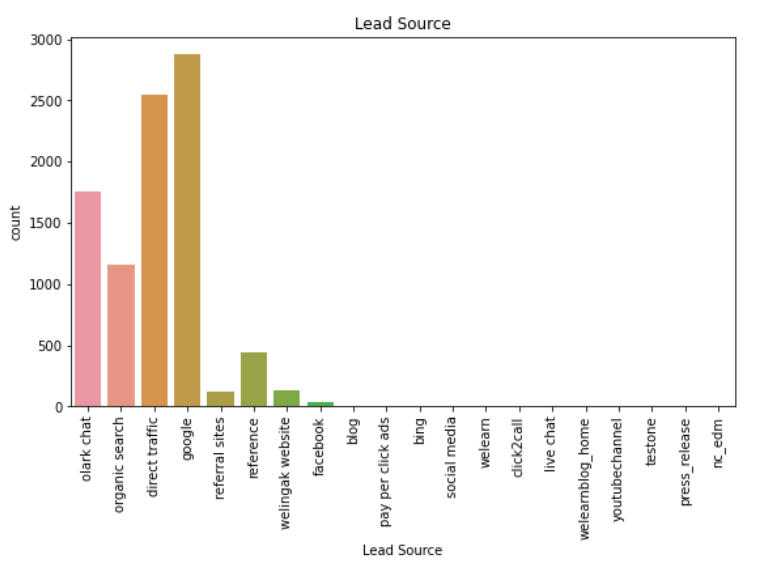 Lead Source
3000
2500
2000
1500
1000
500
0
count
olark chat
organic search
direct traffic
google
referral sites
reference
welingak website
facebook
blog
pay per click ads
bing
social media
welearn
click2call
live chat
welearnblog_home
youtubechannel
testone
press_release
nc_edm
Lead Source